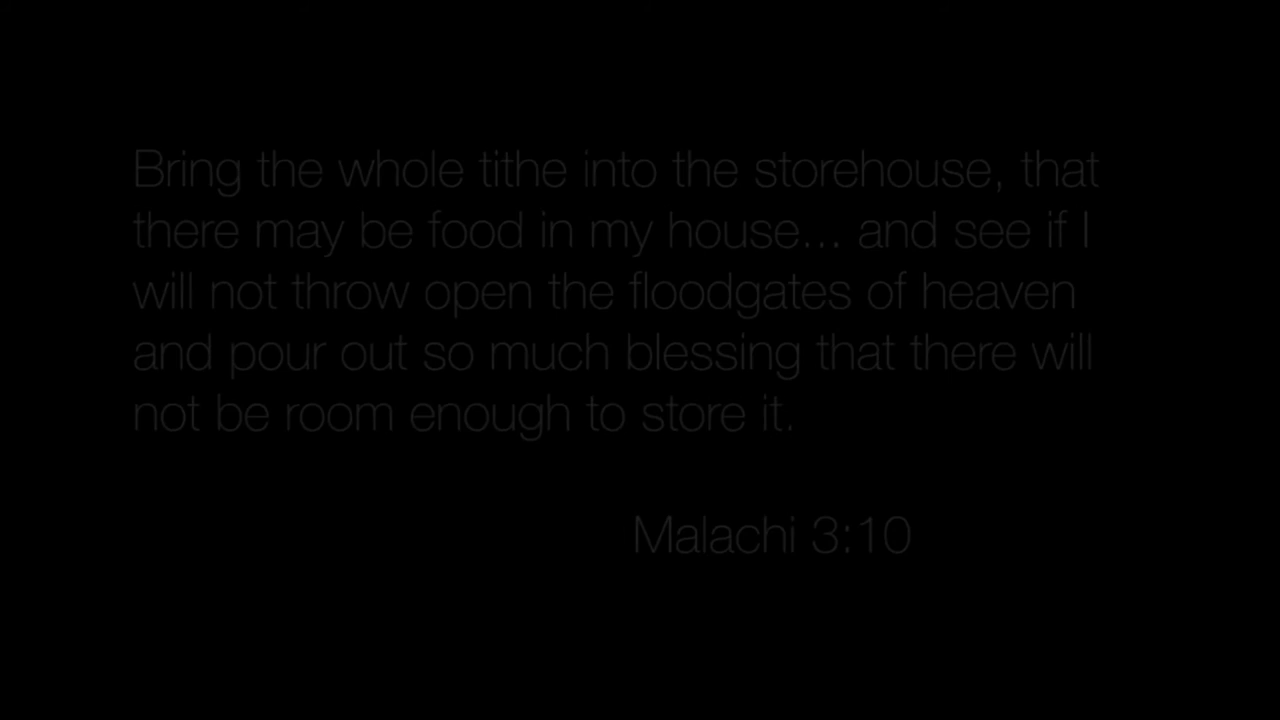 Bring the whole tithe into the storehouse, that
there may be food in my house... and see if I
will not throw open the floodgates of heaven
and pour out so much blessing that there will
not be room enough to store it.
Malachi 3:10